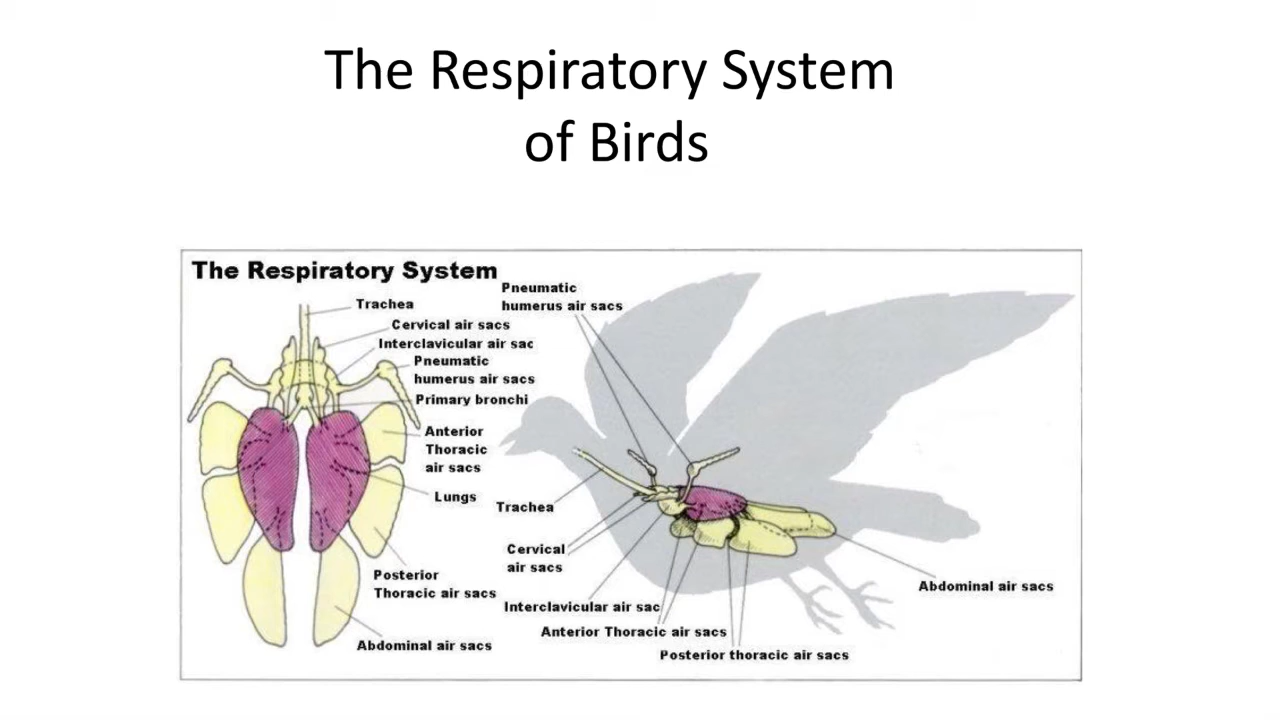 The Respiratory System
of Birds
The Respiratory System
Trachea
Cervical air sacs
Interclavicular air sac
Pneumatic
humerus air sacs
Primary bronchi
Anterior
Thoracic
air sacs
Lungs
Posterior
Thoracic air sacs
Abdominal air sacs
Pneumatic
humerus air sacs
Trachea
Cervical
air sacs
Interclavicular air sac
Anterior Thoracic air sacs
Posterior thoracic air sacs
Abdominal air sacs